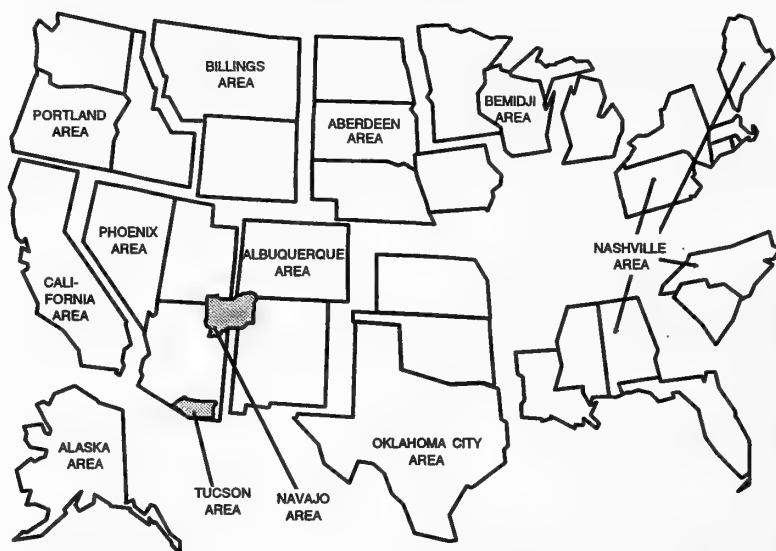 BILLINGS
AREA
PORTLAND
AREA
ABERDEEN
AREA
BEMIDJI
AREA
PHOENIX
AREA
ALBUQUERQUE
AREA
NASHVILLE
AREA
CALI-
FORNIA
AREA
ALASKA
AREA
TUCSON
AREA
NAVAJO
AREA
OKLAHOMA CITY
AREA